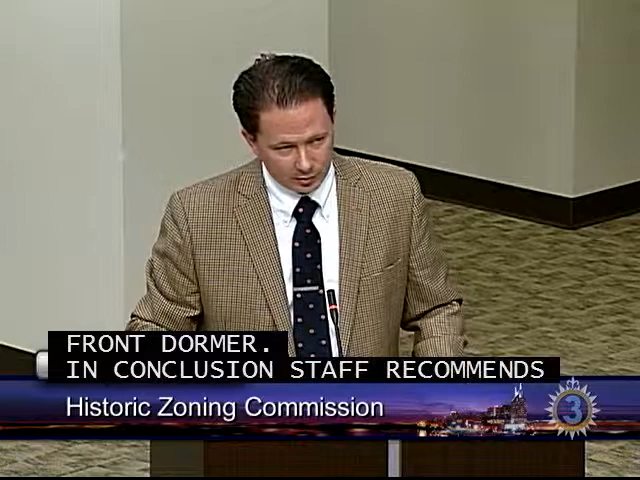 FRONT DORMER.
IN CONCLUSION STAFF RECOMMENDS
Historic Zoning Commission
3